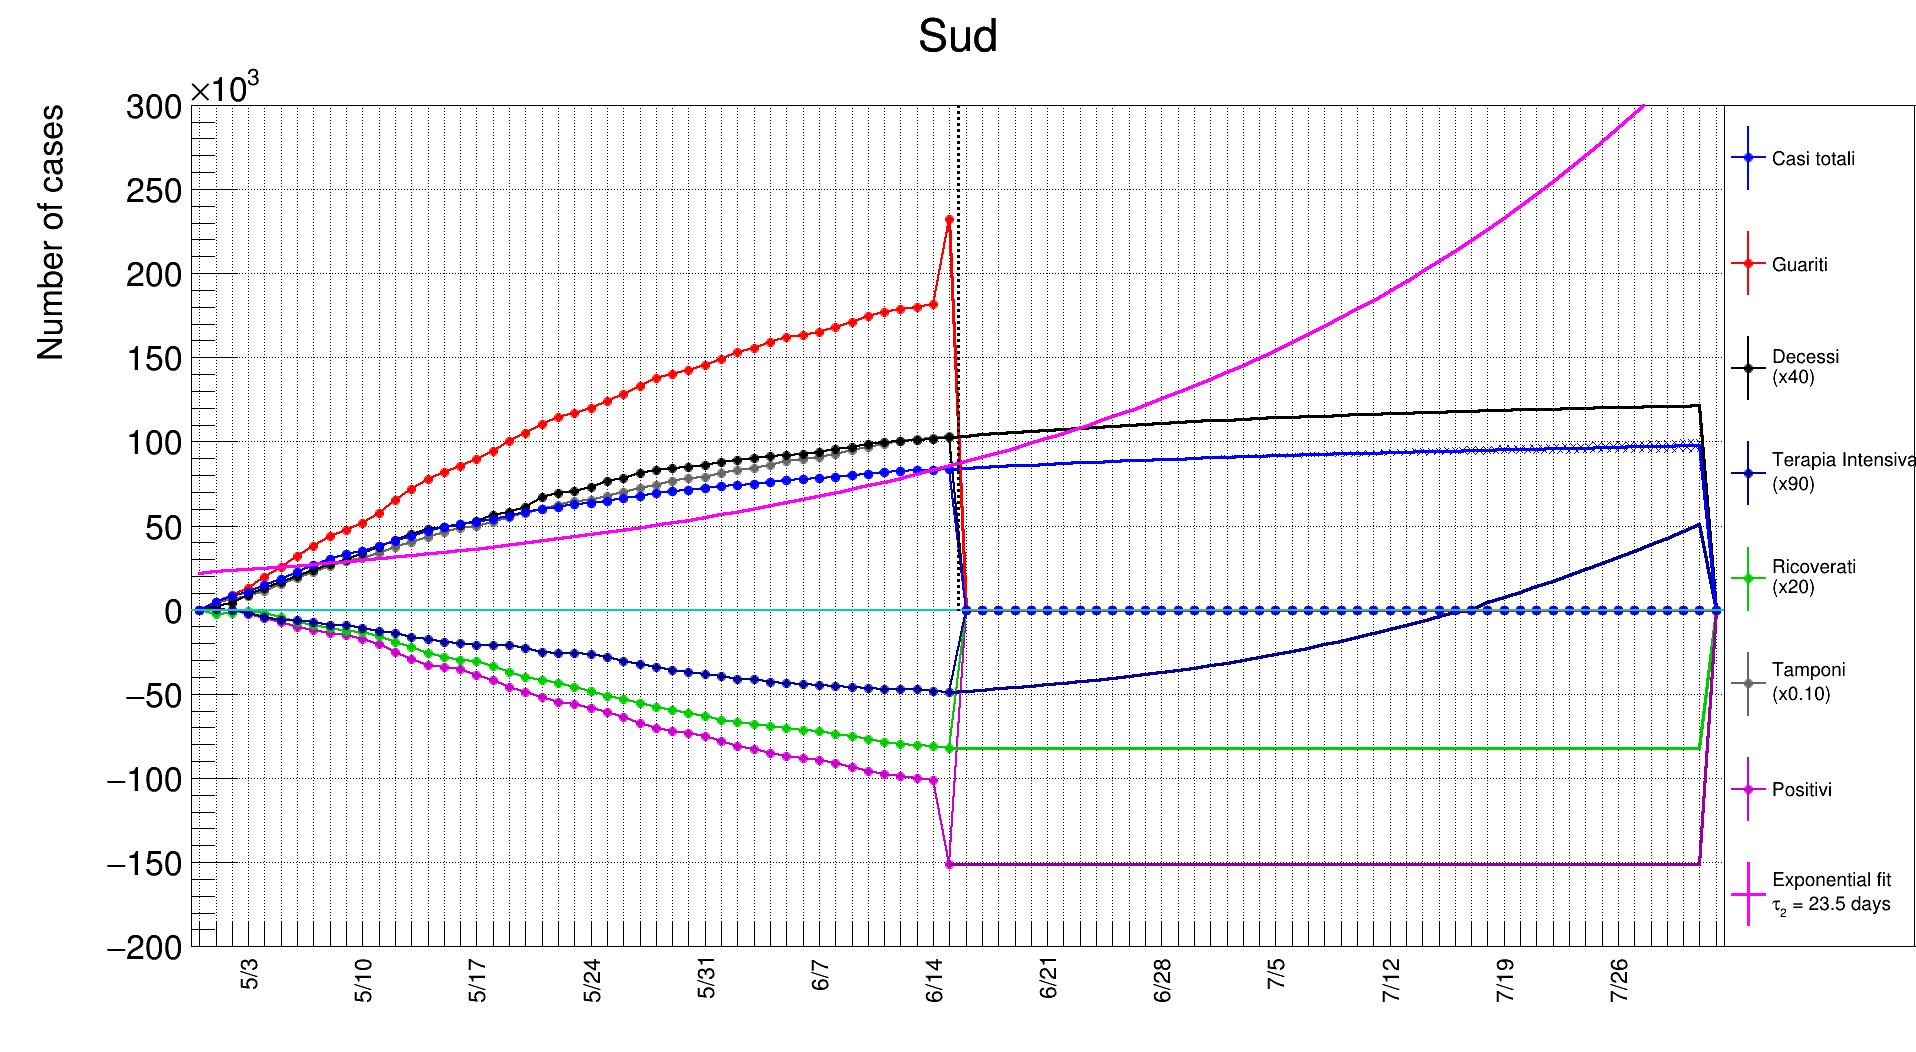 Sud
×10³
Number of cases
300
250
200
150
100
50
0
−50
−100
−150
−200
5/3
5/10
5/17
5/24
5/31
6/7
6/14
6/21
6/28
7/5
7/12
7/19
7/26
Casi totali
Guariti
Decessi
(x40)
Terapia Intensiva
(x90)
Ricoverati
(x20)
Tamponi
(x0.10)
Positivi
Exponential fit
τ₂ = 23.5 days